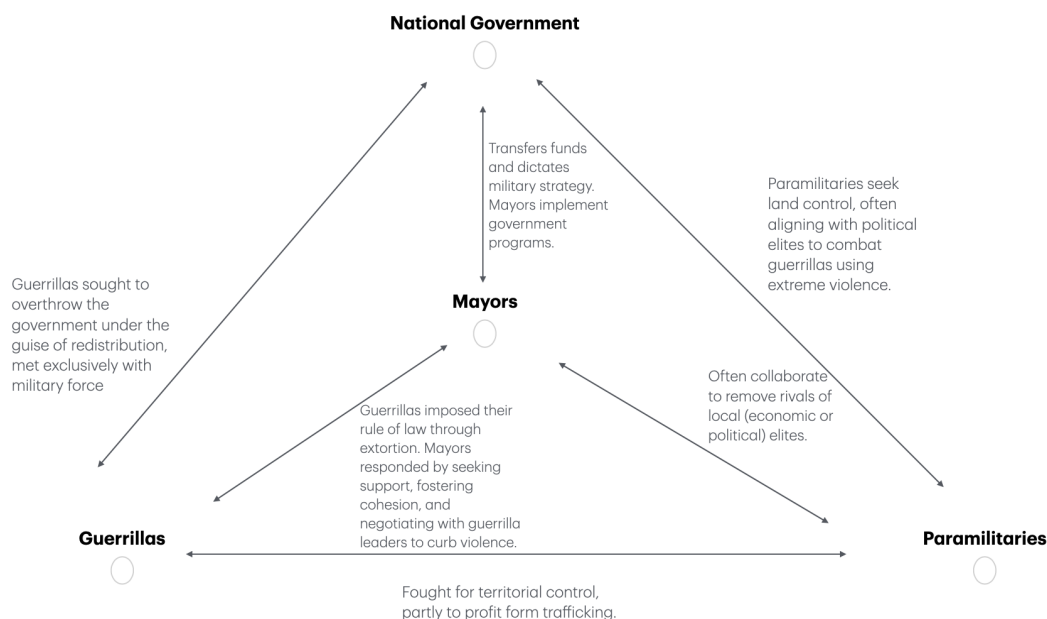 National Government
Transfers funds
and dictates
military strategy.
Mayors implement
government
programs.
Paramilitaries seek
land control, often
aligning with political
elites to combat
guerrillas using
extreme violence.
Guerrillas sought to
overthrow the
government under the
guise of redistribution,
met exclusively with
military force
Mayors
Often collaborate
to remove rivals of
local (economic or
political) elites.
Guerrillas imposed their
rule of law through
extortion. Mayors
responded by seeking
support, fostering
cohesion, and
negotiating with guerrilla
leaders to curb violence.
Guerrillas
Paramilitaries
Fought for territorial control,
partly to profit form trafficking.